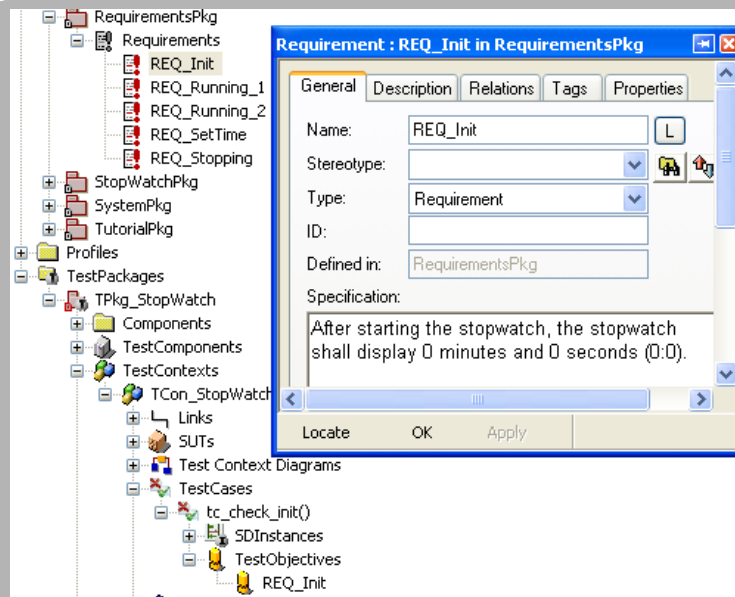 RequirementsPkg
Requirements
REQ_Init
REQ_Running_1
REQ_Running_2
REQ_SetTime
REQ_Stopping
StopWatchPkg
SystemPkg
TutorialPkg
Profiles
TestPackages
TPkg_StopWatch
Components
TestComponents
TestContexts
TCon_StopWatch
Links
SUTs
Test Context Diagrams
TestCases
tc_check_init()
SDInstances
TestObjectives
REQ_Init
Requirement : REQ_Init in RequirementsPkg
General Description Relations Tags Properties
Name: REQ_Init L
Stereotype:
Type: Requirement
ID:
Defined in: RequirementsPkg
Specification:
After starting the stopwatch, the stopwatch
shall display 0 minutes and 0 seconds (0:0).
Locate OK Apply